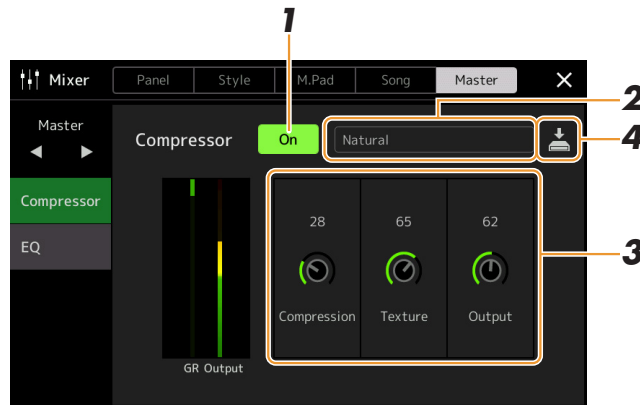 1
Mixer
Panel Style M.Pad Song Master
2
Master
Compressor On Natural
4
Compressor
EQ
28 65 62
3
Compression Texture Output
GR Output